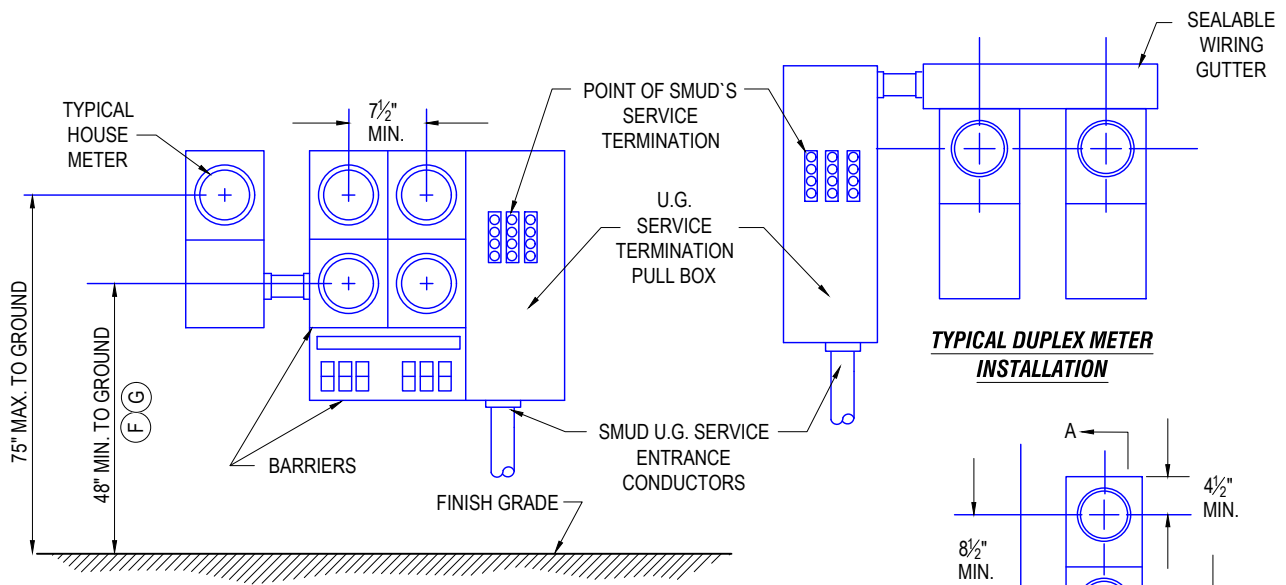 TYPICAL
HOUSE
METER
7½"
MIN.
POINT OF SMUD`S
SERVICE
TERMINATION
SEALABLE
WIRING
GUTTER
U.G.
SERVICE
TERMINATION
PULL BOX
75" MAX. TO GROUND
48" MIN. TO GROUND
F G
BARRIERS
SMUD U.G. SERVICE
ENTRANCE
CONDUCTORS
FINISH GRADE
TYPICAL DUPLEX METER
INSTALLATION
A
4½"
MIN.
8½"
MIN.